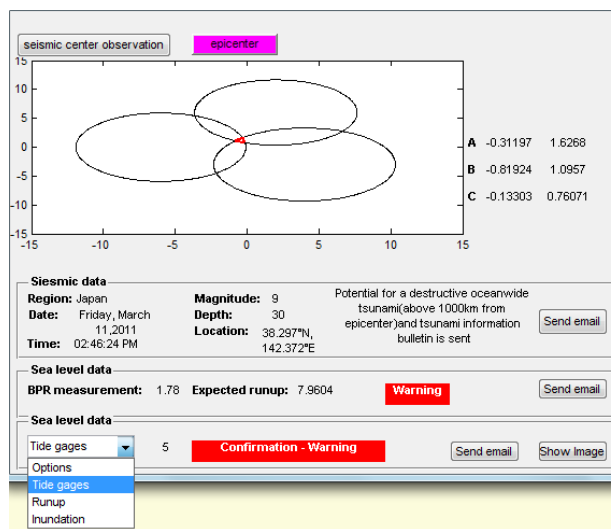 seismic center observation
epicenter
15
10
5
0
-5
-10
-15
-15 -10 -5 0 5 10 15
A -0.31197 1.6268
B -0.81924 1.0957
C -0.13303 0.76071
Siesmic data
Region: Japan
Date: Friday, March
11,2011
Time: 02:46:24 PM
Magnitude: 9
Depth: 30
Location: 38.297°N,
142.372°E
Potential for a destructive oceanwide
tsunami(above 1000km from
epicenter)and tsunami information
bulletin is sent
Send email
Sea level data
BPR measurement: 1.78 Expected runup: 7.9604 Warning Send email
Sea level data
Tide gages 5 Confirmation - Warning Send email Show Image
Options
Tide gages
Runup
Inundation